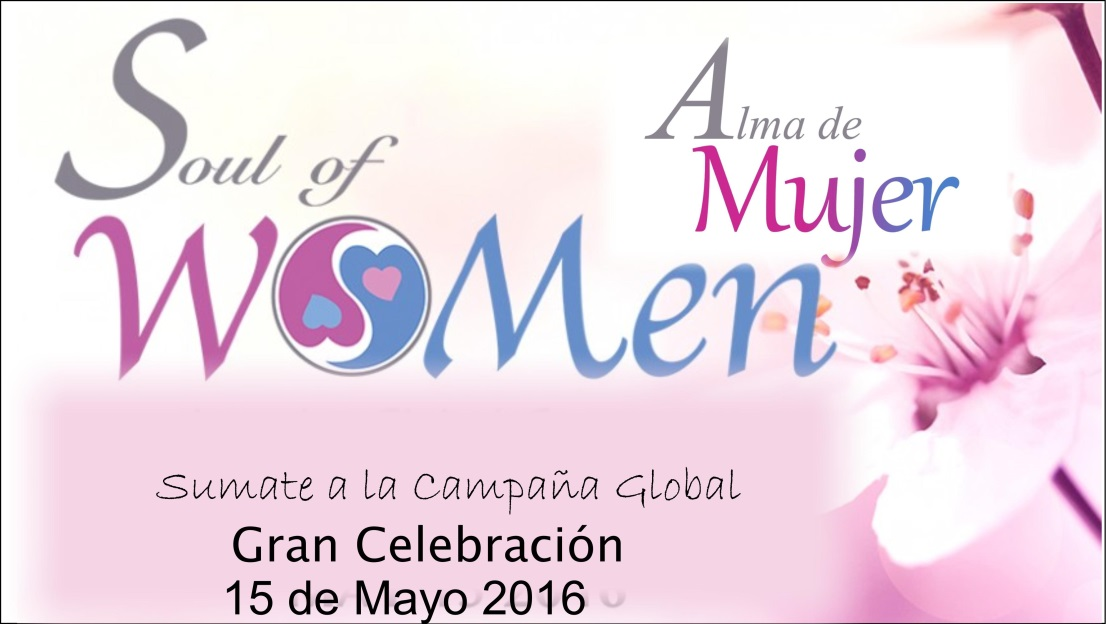 Soul of
WOMen
Alma de
Mujer
Sumate a la Campaña Global
Gran Celebración
15 de Mayo 2016